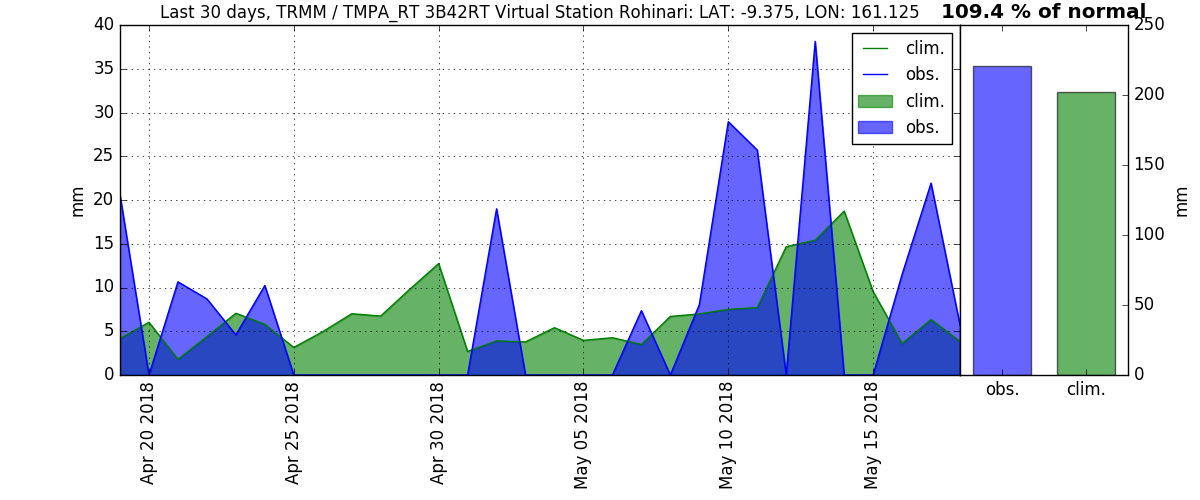 Last 30 days, TRMM / TMPA_RT 3B42RT Virtual Station Rohinari: LAT: -9.375, LON: 161.125
109.4 % of normal
40
35
30
25
20
15
10
5
0
mm
clim.
obs.
clim.
obs.
250
200
150
100
50
0
mm
Apr 20 2018
Apr 25 2018
Apr 30 2018
May 05 2018
May 10 2018
May 15 2018
obs.
clim.